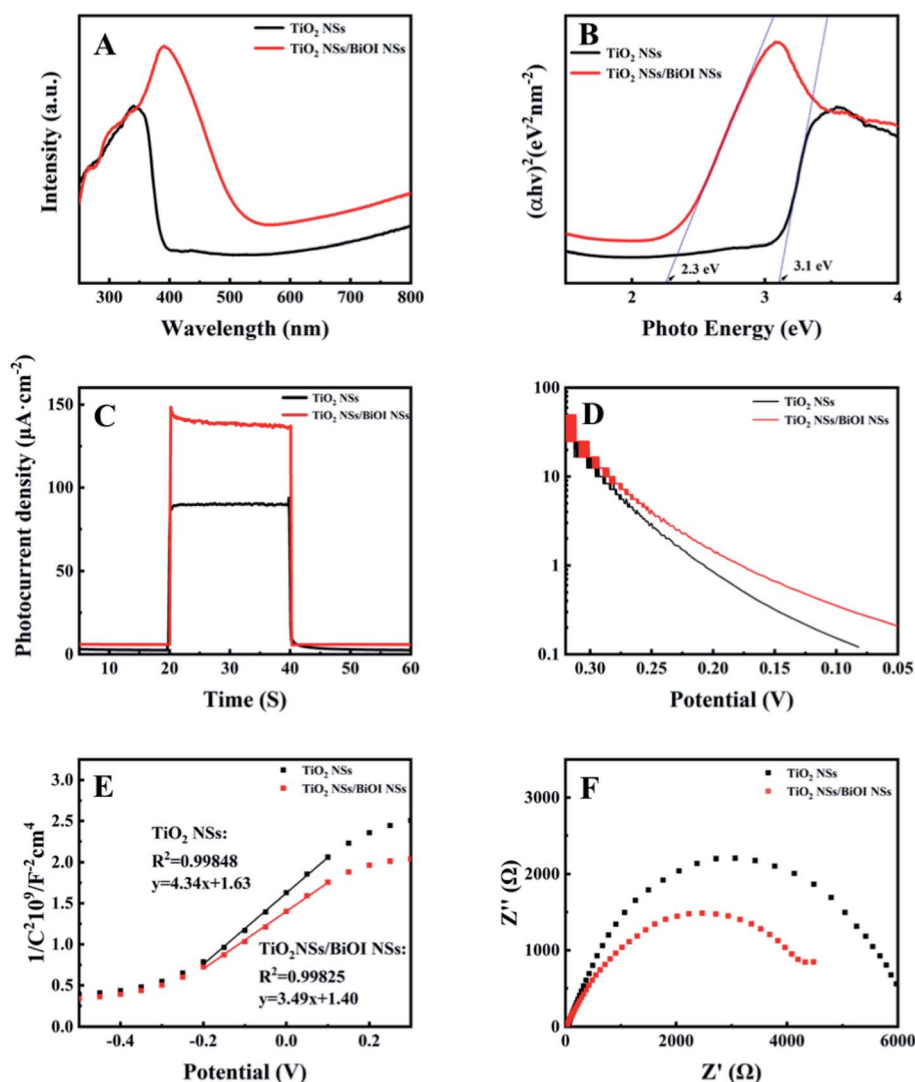 A
TiO2 NSs
TiO2 NSs/BiOI NSs
Intensity (a.u.)
300 400 500 600 700 800
Wavelength (nm)
B
TiO2 NSs
TiO2 NSs/BiOI NSs
(αhν)²(eV²nm⁻²)
2.3 eV
3.1 eV
2 3 4
Photo Energy (eV)
C
TiO2 NSs
TiO2 NSs/BiOI NSs
Photocurrent density (μA·cm⁻²)
150
100
50
0
10 20 30 40 50 60
Time (S)
D
TiO2 NSs
TiO2 NSs/BiOI NSs
100
10
1
0.1
0.30 0.25 0.20 0.15 0.10 0.05
Potential (V)
E
TiO2 NSs
TiO2 NSs/BiOI NSs
1/C²10⁹/F⁻²cm⁴
3.0
2.5
2.0
1.5
1.0
0.5
0.0
TiO2 NSs:
R²=0.99848
y=4.34x+1.63
TiO2NSs/BiOI NSs:
R²=0.99825
y=3.49x+1.40
-0.4 -0.2 0.0 0.2
Potential (V)
F
TiO2 NSs
TiO2 NSs/BiOI NSs
Z'' (Ω)
3000
2000
1000
0
0 2000 4000 6000
Z' (Ω)